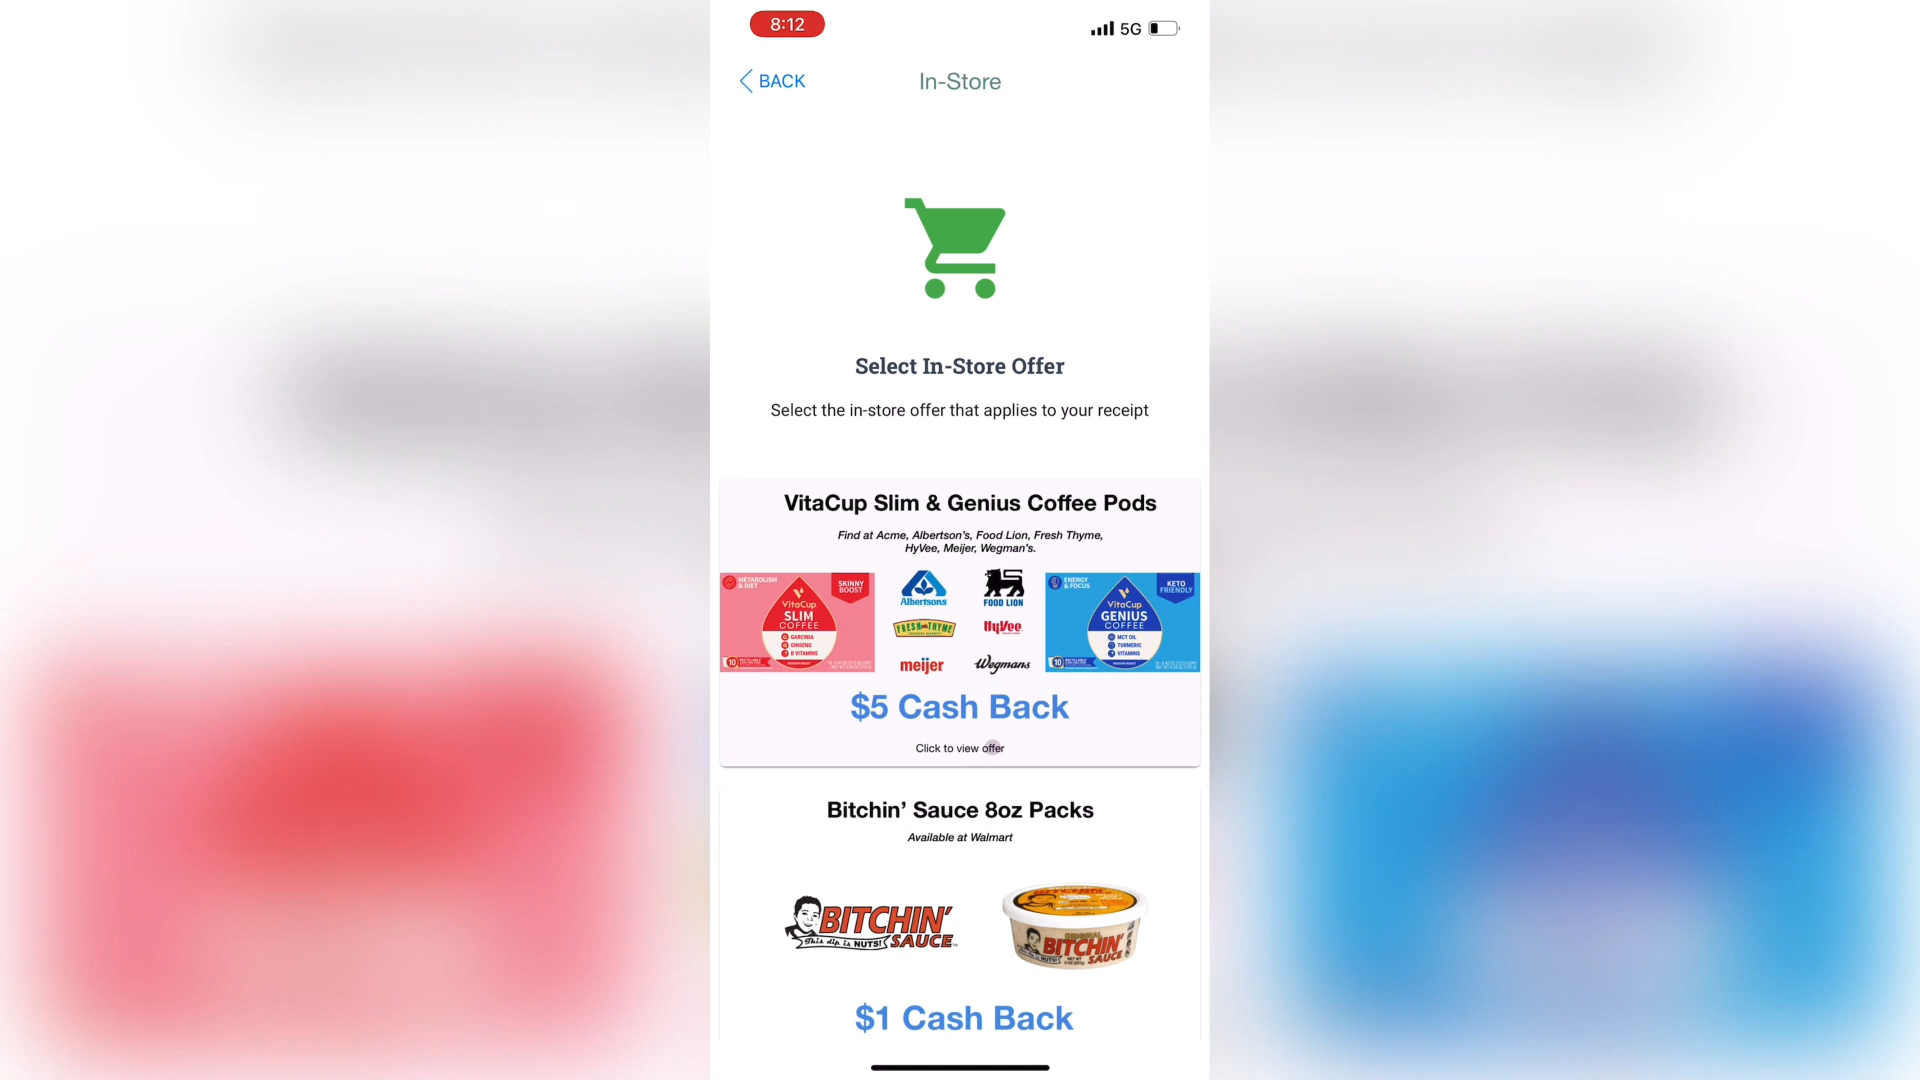 8:12
5G
BACK
In-Store
Select In-Store Offer
Select the in-store offer that applies to your receipt
VitaCup Slim & Genius Coffee Pods
Find at Acme, Albertson’s, Food Lion, Fresh Thyme,
HyVee, Meijer, Wegman’s.
METABOLISM
& DIET
SKINNY
BOOST
VitaCup
SLIM
COFFEE
GARCINIA
GINSENG
B VITAMINS
10
Albertsons
FOOD LION
FRESH THYME
HyVee
meijer
Wegmans
ENERGY
& FOCUS
KETO
FRIENDLY
VitaCup
GENIUS
COFFEE
MCT OIL
TURMERIC
VITAMINS
10
$5 Cash Back
Click to view offer
Bitchin’ Sauce 8oz Packs
Available at Walmart
BITCHIN’
SAUCE
This dip is NUTS!
ORIGINAL
BITCHIN’
SAUCE
$1 Cash Back